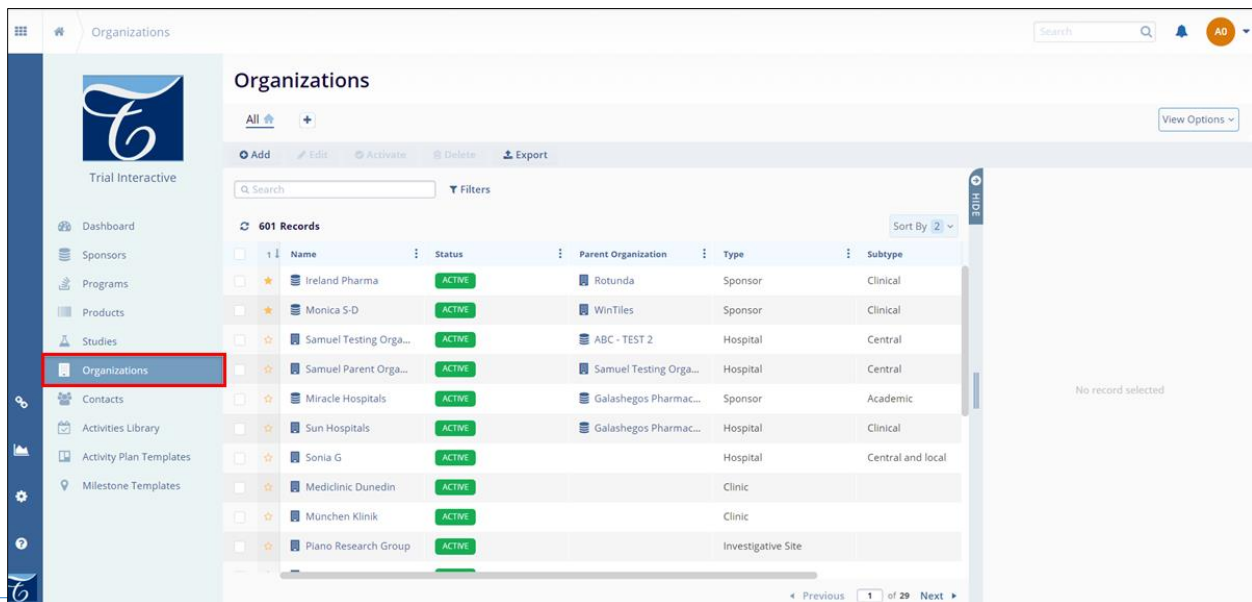 Organizations
Search
A0
Trial Interactive
Dashboard
Sponsors
Programs
Products
Studies
Organizations
Contacts
Activities Library
Activity Plan Templates
Milestone Templates
Organizations
All
View Options
Add Edit Activate Delete Export
Search Filters
HIDE
601 Records Sort By 2
1 Name Status Parent Organization Type Subtype
Ireland Pharma ACTIVE Rotunda Sponsor Clinical
Monica S-D ACTIVE WinTiles Sponsor Clinical
Samuel Testing Orga... ACTIVE ABC - TEST 2 Hospital Central
Samuel Parent Orga... ACTIVE Samuel Testing Orga... Hospital Central
Miracle Hospitals ACTIVE Galashegos Pharmac... Sponsor Academic
Sun Hospitals ACTIVE Galashegos Pharmac... Hospital Clinical
Sonia G ACTIVE Hospital Central and local
Mediclinic Dunedin ACTIVE Clinic
München Klinik ACTIVE Clinic
Piano Research Group ACTIVE Investigative Site
Previous 1 of 29 Next
No record selected